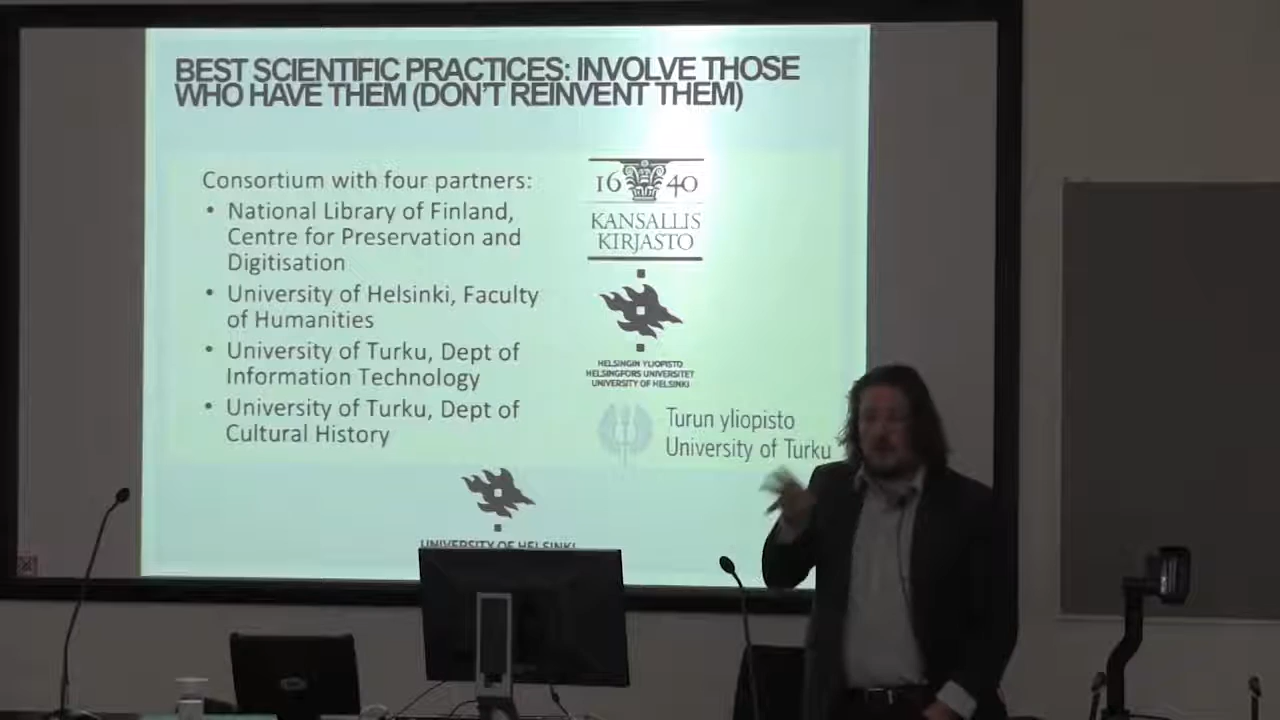 BEST SCIENTIFIC PRACTICES: INVOLVE THOSE
WHO HAVE THEM (DON'T REINVENT THEM)
Consortium with four partners:
• National Library of Finland,
Centre for Preservation and
Digitisation
• University of Helsinki, Faculty
of Humanities
• University of Turku, Dept of
Information Technology
• University of Turku, Dept of
Cultural History
16 40
KANSALLIS
KIRJASTO
HELSINGIN YLIOPISTO
HELSINGFORS UNIVERSITET
UNIVERSITY OF HELSINKI
Turun yliopisto
University of Turku
UNIVERSITY OF HELSINKI